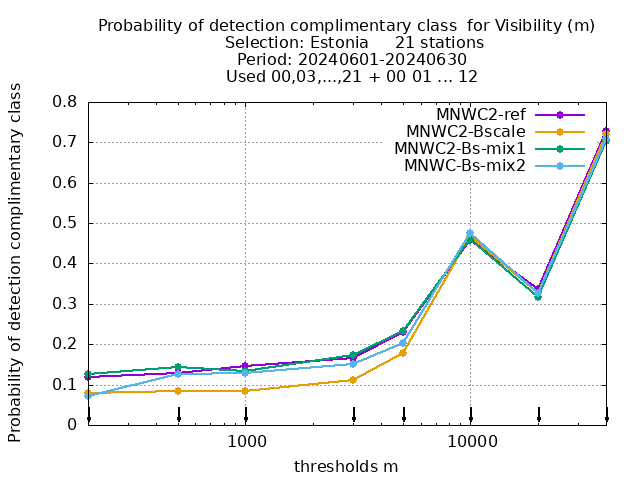 Probability of detection complimentary class  for Visibility (m)
Selection: Estonia     21 stations
Period: 20240601-20240630
Used 00,03,...,21 + 00 01 ... 12
Probability of detection complimentary class
0.8
0.7
0.6
0.5
0.4
0.3
0.2
0.1
0
MNWC2-ref
MNWC2-Bscale
MNWC2-Bs-mix1
MNWC-Bs-mix2
1000 10000
thresholds m